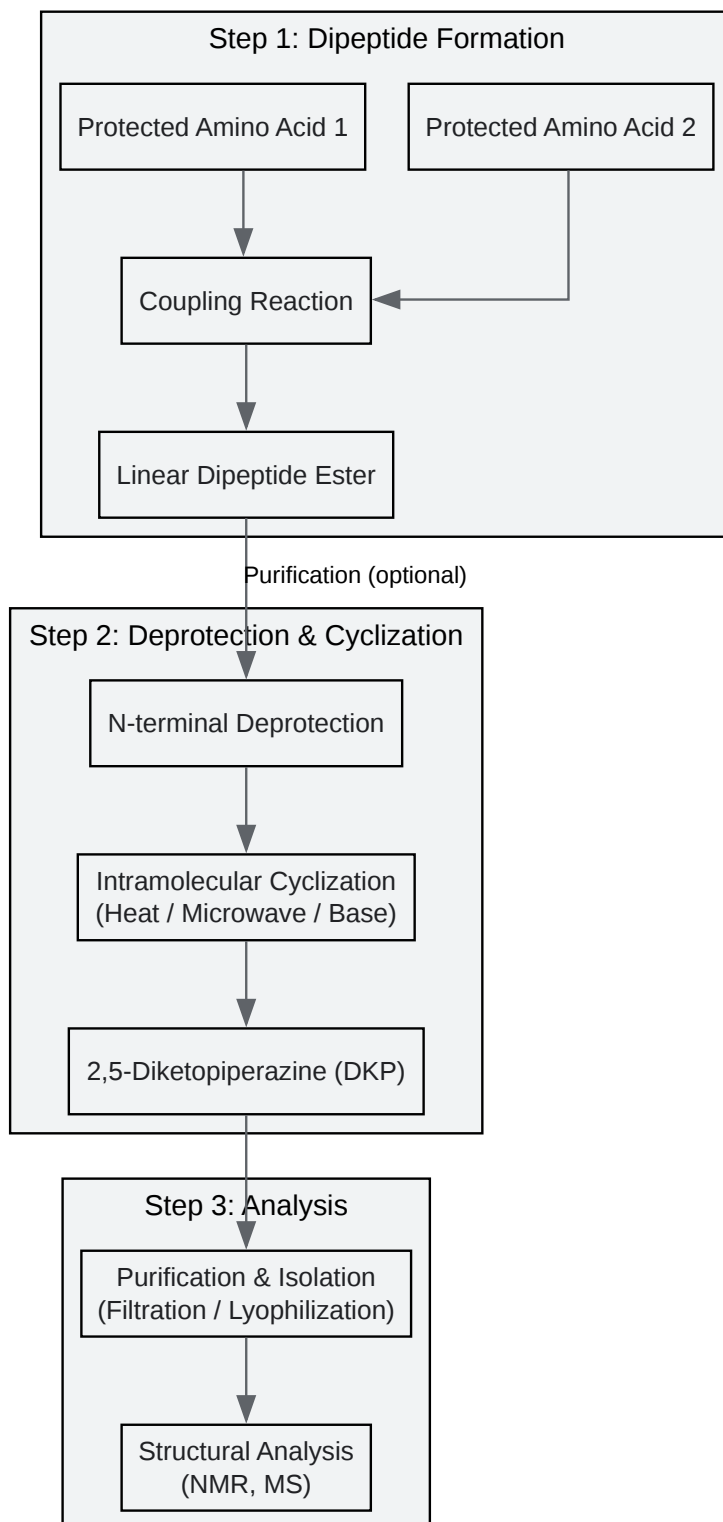 Step 1: Dipeptide Formation
Protected Amino Acid 1
Protected Amino Acid 2
Coupling Reaction
Linear Dipeptide Ester
Purification (optional)
Step 2: Deprotection & Cyclization
N-terminal Deprotection
Intramolecular Cyclization
(Heat / Microwave / Base)
2,5-Diketopiperazine (DKP)
Step 3: Analysis
Purification & Isolation
(Filtration / Lyophilization)
Structural Analysis
(NMR, MS)